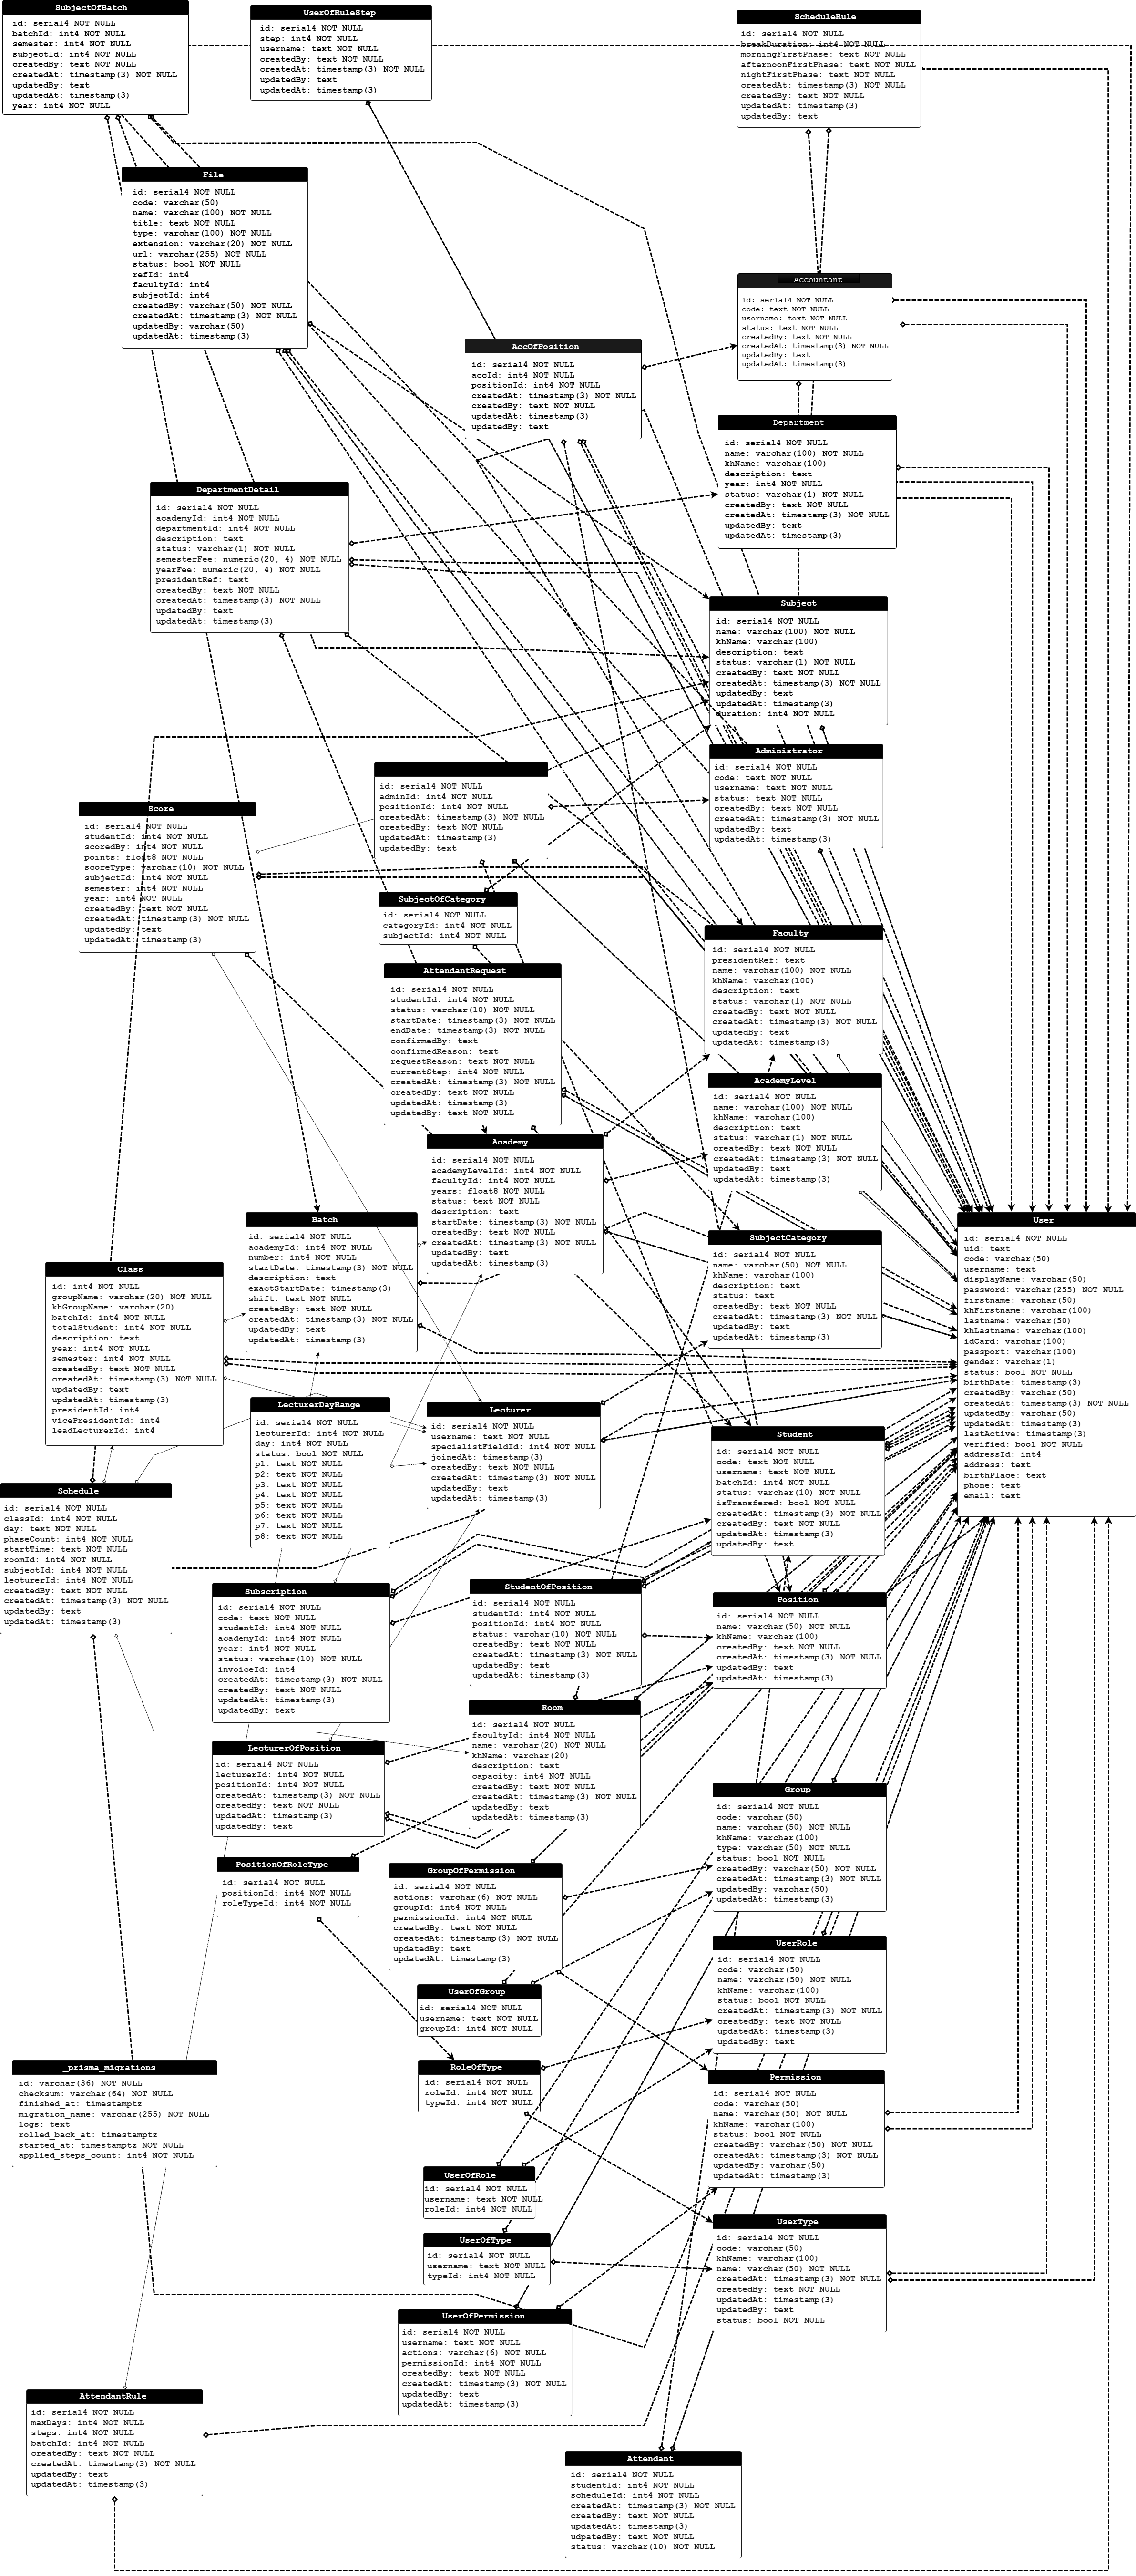 SubjectOfBatch
id: serial4 NOT NULL
batchId: int4 NOT NULL
semester: int4 NOT NULL
subjectId: int4 NOT NULL
createdBy: text NOT NULL
createdAt: timestamp(3) NOT NULL
updatedBy: text
updatedAt: timestamp(3)
year: int4 NOT NULL
UserOfRuleStep
id: serial4 NOT NULL
step: int4 NOT NULL
username: text NOT NULL
createdBy: text NOT NULL
createdAt: timestamp(3) NOT NULL
updatedBy: text
updatedAt: timestamp(3)
ScheduleRule
id: serial4 NOT NULL
breakDuration: int4 NOT NULL
morningFirstPhase: text NOT NULL
afternoonFirstPhase: text NOT NULL
nightFirstPhase: text NOT NULL
createdAt: timestamp(3) NOT NULL
createdBy: text NOT NULL
updatedAt: timestamp(3)
updatedBy: text
File
id: serial4 NOT NULL
code: varchar(50)
name: varchar(100) NOT NULL
title: text NOT NULL
type: varchar(100) NOT NULL
extension: varchar(20) NOT NULL
url: varchar(255) NOT NULL
status: bool NOT NULL
refId: int4
facultyId: int4
subjectId: int4
createdBy: varchar(50) NOT NULL
createdAt: timestamp(3) NOT NULL
updatedBy: varchar(50)
updatedAt: timestamp(3)
Accountant
id: serial4 NOT NULL
code: text NOT NULL
username: text NOT NULL
status: text NOT NULL
createdBy: text NOT NULL
createdAt: timestamp(3) NOT NULL
updatedBy: text
updatedAt: timestamp(3)
AccOfPosition
id: serial4 NOT NULL
accId: int4 NOT NULL
positionId: int4 NOT NULL
createdAt: timestamp(3) NOT NULL
createdBy: text NOT NULL
updatedAt: timestamp(3)
updatedBy: text
Department
id: serial4 NOT NULL
name: varchar(100) NOT NULL
khName: varchar(100)
description: text
year: int4 NOT NULL
status: varchar(1) NOT NULL
createdBy: text NOT NULL
createdAt: timestamp(3) NOT NULL
updatedBy: text
updatedAt: timestamp(3)
DepartmentDetail
id: serial4 NOT NULL
academyId: int4 NOT NULL
departmentId: int4 NOT NULL
description: text
status: varchar(1) NOT NULL
semesterFee: numeric(20, 4) NOT NULL
yearFee: numeric(20, 4) NOT NULL
presidentRef: text
createdBy: text NOT NULL
createdAt: timestamp(3) NOT NULL
updatedBy: text
updatedAt: timestamp(3)
Subject
id: serial4 NOT NULL
name: varchar(100) NOT NULL
khName: varchar(100)
description: text
status: varchar(1) NOT NULL
createdBy: text NOT NULL
createdAt: timestamp(3) NOT NULL
updatedBy: text
updatedAt: timestamp(3)
duration: int4 NOT NULL
Administrator
id: serial4 NOT NULL
code: text NOT NULL
username: text NOT NULL
status: text NOT NULL
createdBy: text NOT NULL
createdAt: timestamp(3) NOT NULL
updatedBy: text
updatedAt: timestamp(3)
id: serial4 NOT NULL
adminId: int4 NOT NULL
positionId: int4 NOT NULL
createdAt: timestamp(3) NOT NULL
createdBy: text NOT NULL
updatedAt: timestamp(3)
updatedBy: text
Score
id: serial4 NOT NULL
studentId: int4 NOT NULL
scoredBy: int4 NOT NULL
points: float8 NOT NULL
scoreType: varchar(10) NOT NULL
subjectId: int4 NOT NULL
semester: int4 NOT NULL
year: int4 NOT NULL
createdBy: text NOT NULL
createdAt: timestamp(3) NOT NULL
updatedBy: text
updatedAt: timestamp(3)
SubjectOfCategory
id: serial4 NOT NULL
categoryId: int4 NOT NULL
subjectId: int4 NOT NULL
Faculty
id: serial4 NOT NULL
presidentRef: text
name: varchar(100) NOT NULL
khName: varchar(100)
description: text
status: varchar(1) NOT NULL
createdBy: text NOT NULL
createdAt: timestamp(3) NOT NULL
updatedBy: text
updatedAt: timestamp(3)
AttendantRequest
id: serial4 NOT NULL
studentId: int4 NOT NULL
status: varchar(10) NOT NULL
startDate: timestamp(3) NOT NULL
endDate: timestamp(3) NOT NULL
confirmedBy: text
confirmedReason: text
requestReason: text NOT NULL
currentStep: int4 NOT NULL
createdAt: timestamp(3) NOT NULL
createdBy: text NOT NULL
updatedAt: timestamp(3)
updatedBy: text NOT NULL
AcademyLevel
id: serial4 NOT NULL
name: varchar(100) NOT NULL
khName: varchar(100)
description: text
status: varchar(1) NOT NULL
createdBy: text NOT NULL
createdAt: timestamp(3) NOT NULL
updatedBy: text
updatedAt: timestamp(3)
Academy
id: serial4 NOT NULL
academyLevelId: int4 NOT NULL
facultyId: int4 NOT NULL
years: float8 NOT NULL
status: text NOT NULL
description: text
startDate: timestamp(3) NOT NULL
createdBy: text NOT NULL
createdAt: timestamp(3) NOT NULL
updatedBy: text
updatedAt: timestamp(3)
Batch
id: serial4 NOT NULL
academyId: int4 NOT NULL
number: int4 NOT NULL
startDate: timestamp(3) NOT NULL
description: text
exactStartDate: timestamp(3)
shift: text NOT NULL
createdBy: text NOT NULL
createdAt: timestamp(3) NOT NULL
updatedBy: text
updatedAt: timestamp(3)
User
id: serial4 NOT NULL
uid: text
code: varchar(50)
username: text
displayName: varchar(50)
password: varchar(255) NOT NULL
firstname: varchar(50)
khFirstname: varchar(100)
lastname: varchar(50)
khLastname: varchar(100)
idCard: varchar(100)
passport: varchar(100)
gender: varchar(1)
status: bool NOT NULL
birthDate: timestamp(3)
createdBy: varchar(50)
createdAt: timestamp(3) NOT NULL
updatedBy: varchar(50)
updatedAt: timestamp(3)
lastActive: timestamp(3)
verified: bool NOT NULL
addressId: int4
address: text
birthPlace: text
phone: text
email: text
SubjectCategory
id: serial4 NOT NULL
name: varchar(50) NOT NULL
khName: varchar(100)
description: text
status: text
createdBy: text NOT NULL
createdAt: timestamp(3) NOT NULL
updatedBy: text
updatedAt: timestamp(3)
Class
id: int4 NOT NULL
groupName: varchar(20) NOT NULL
khGroupName: varchar(20)
batchId: int4 NOT NULL
totalStudent: int4 NOT NULL
description: text
year: int4 NOT NULL
semester: int4 NOT NULL
createdBy: text NOT NULL
createdAt: timestamp(3) NOT NULL
updatedBy: text
updatedAt: timestamp(3)
presidentId: int4
vicePresidentId: int4
leadLecturerId: int4
LecturerDayRange
id: serial4 NOT NULL
lecturerId: int4 NOT NULL
day: int4 NOT NULL
status: bool NOT NULL
p1: text NOT NULL
p2: text NOT NULL
p3: text NOT NULL
p4: text NOT NULL
p5: text NOT NULL
p6: text NOT NULL
p7: text NOT NULL
p8: text NOT NULL
Lecturer
id: serial4 NOT NULL
username: text NOT NULL
specialistFieldId: int4 NOT NULL
joinedAt: timestamp(3)
createdBy: text NOT NULL
createdAt: timestamp(3) NOT NULL
updatedBy: text
updatedAt: timestamp(3)
Student
id: serial4 NOT NULL
code: text NOT NULL
username: text NOT NULL
batchId: int4 NOT NULL
status: varchar(10) NOT NULL
isTransfered: bool NOT NULL
createdAt: timestamp(3) NOT NULL
createdBy: text NOT NULL
updatedAt: timestamp(3)
updatedBy: text
Schedule
id: serial4 NOT NULL
classId: int4 NOT NULL
day: text NOT NULL
phaseCount: int4 NOT NULL
startTime: text NOT NULL
roomId: int4 NOT NULL
subjectId: int4 NOT NULL
lecturerId: int4 NOT NULL
createdBy: text NOT NULL
createdAt: timestamp(3) NOT NULL
updatedBy: text
updatedAt: timestamp(3)
Subscription
id: serial4 NOT NULL
code: text NOT NULL
studentId: int4 NOT NULL
academyId: int4 NOT NULL
year: int4 NOT NULL
status: varchar(10) NOT NULL
invoiceId: int4
createdAt: timestamp(3) NOT NULL
createdBy: text NOT NULL
updatedAt: timestamp(3)
updatedBy: text
StudentOfPosition
id: serial4 NOT NULL
studentId: int4 NOT NULL
positionId: int4 NOT NULL
status: varchar(10) NOT NULL
createdBy: text NOT NULL
createdAt: timestamp(3) NOT NULL
updatedBy: text
updatedAt: timestamp(3)
Position
id: serial4 NOT NULL
name: varchar(50) NOT NULL
khName: varchar(100)
createdBy: text NOT NULL
createdAt: timestamp(3) NOT NULL
updatedBy: text
updatedAt: timestamp(3)
Room
id: serial4 NOT NULL
facultyId: int4 NOT NULL
name: varchar(20) NOT NULL
khName: varchar(20)
description: text
capacity: int4 NOT NULL
createdBy: text NOT NULL
createdAt: timestamp(3) NOT NULL
updatedBy: text
updatedAt: timestamp(3)
LecturerOfPosition
id: serial4 NOT NULL
lecturerId: int4 NOT NULL
positionId: int4 NOT NULL
createdAt: timestamp(3) NOT NULL
createdBy: text NOT NULL
updatedAt: timestamp(3)
updatedBy: text
Group
id: serial4 NOT NULL
code: varchar(50)
name: varchar(50) NOT NULL
khName: varchar(100)
type: varchar(50) NOT NULL
status: bool NOT NULL
createdBy: varchar(50) NOT NULL
createdAt: timestamp(3) NOT NULL
updatedBy: varchar(50)
updatedAt: timestamp(3)
PositionOfRoleType
id: serial4 NOT NULL
positionId: int4 NOT NULL
roleTypeId: int4 NOT NULL
GroupOfPermission
id: serial4 NOT NULL
actions: varchar(6) NOT NULL
groupId: int4 NOT NULL
permissionId: int4 NOT NULL
createdBy: text NOT NULL
createdAt: timestamp(3) NOT NULL
updatedBy: text
updatedAt: timestamp(3)
UserRole
id: serial4 NOT NULL
code: varchar(50)
name: varchar(50) NOT NULL
khName: varchar(100)
status: bool NOT NULL
createdAt: timestamp(3) NOT NULL
createdBy: text NOT NULL
updatedAt: timestamp(3)
updatedBy: text
UserOfGroup
id: serial4 NOT NULL
username: text NOT NULL
groupId: int4 NOT NULL
_prisma_migrations
id: varchar(36) NOT NULL
checksum: varchar(64) NOT NULL
finished_at: timestamptz
migration_name: varchar(255) NOT NULL
logs: text
rolled_back_at: timestamptz
started_at: timestamptz NOT NULL
applied_steps_count: int4 NOT NULL
RoleOfType
id: serial4 NOT NULL
roleId: int4 NOT NULL
typeId: int4 NOT NULL
Permission
id: serial4 NOT NULL
code: varchar(50)
name: varchar(50) NOT NULL
khName: varchar(100)
status: bool NOT NULL
createdBy: varchar(50) NOT NULL
createdAt: timestamp(3) NOT NULL
updatedBy: varchar(50)
updatedAt: timestamp(3)
UserOfRole
id: serial4 NOT NULL
username: text NOT NULL
roleId: int4 NOT NULL
UserType
id: serial4 NOT NULL
code: varchar(50)
khName: varchar(100)
name: varchar(50) NOT NULL
createdAt: timestamp(3) NOT NULL
createdBy: text NOT NULL
updatedAt: timestamp(3)
updatedBy: text
status: bool NOT NULL
UserOfType
id: serial4 NOT NULL
username: text NOT NULL
typeId: int4 NOT NULL
UserOfPermission
id: serial4 NOT NULL
username: text NOT NULL
actions: varchar(6) NOT NULL
permissionId: int4 NOT NULL
createdBy: text NOT NULL
createdAt: timestamp(3) NOT NULL
updatedBy: text
updatedAt: timestamp(3)
AttendantRule
id: serial4 NOT NULL
maxDays: int4 NOT NULL
steps: int4 NOT NULL
batchId: int4 NOT NULL
createdBy: text NOT NULL
createdAt: timestamp(3) NOT NULL
updatedBy: text
updatedAt: timestamp(3)
Attendant
id: serial4 NOT NULL
studentId: int4 NOT NULL
scheduleId: int4 NOT NULL
createdAt: timestamp(3) NOT NULL
createdBy: text NOT NULL
updatedAt: timestamp(3)
udpatedBy: text NOT NULL
status: varchar(10) NOT NULL